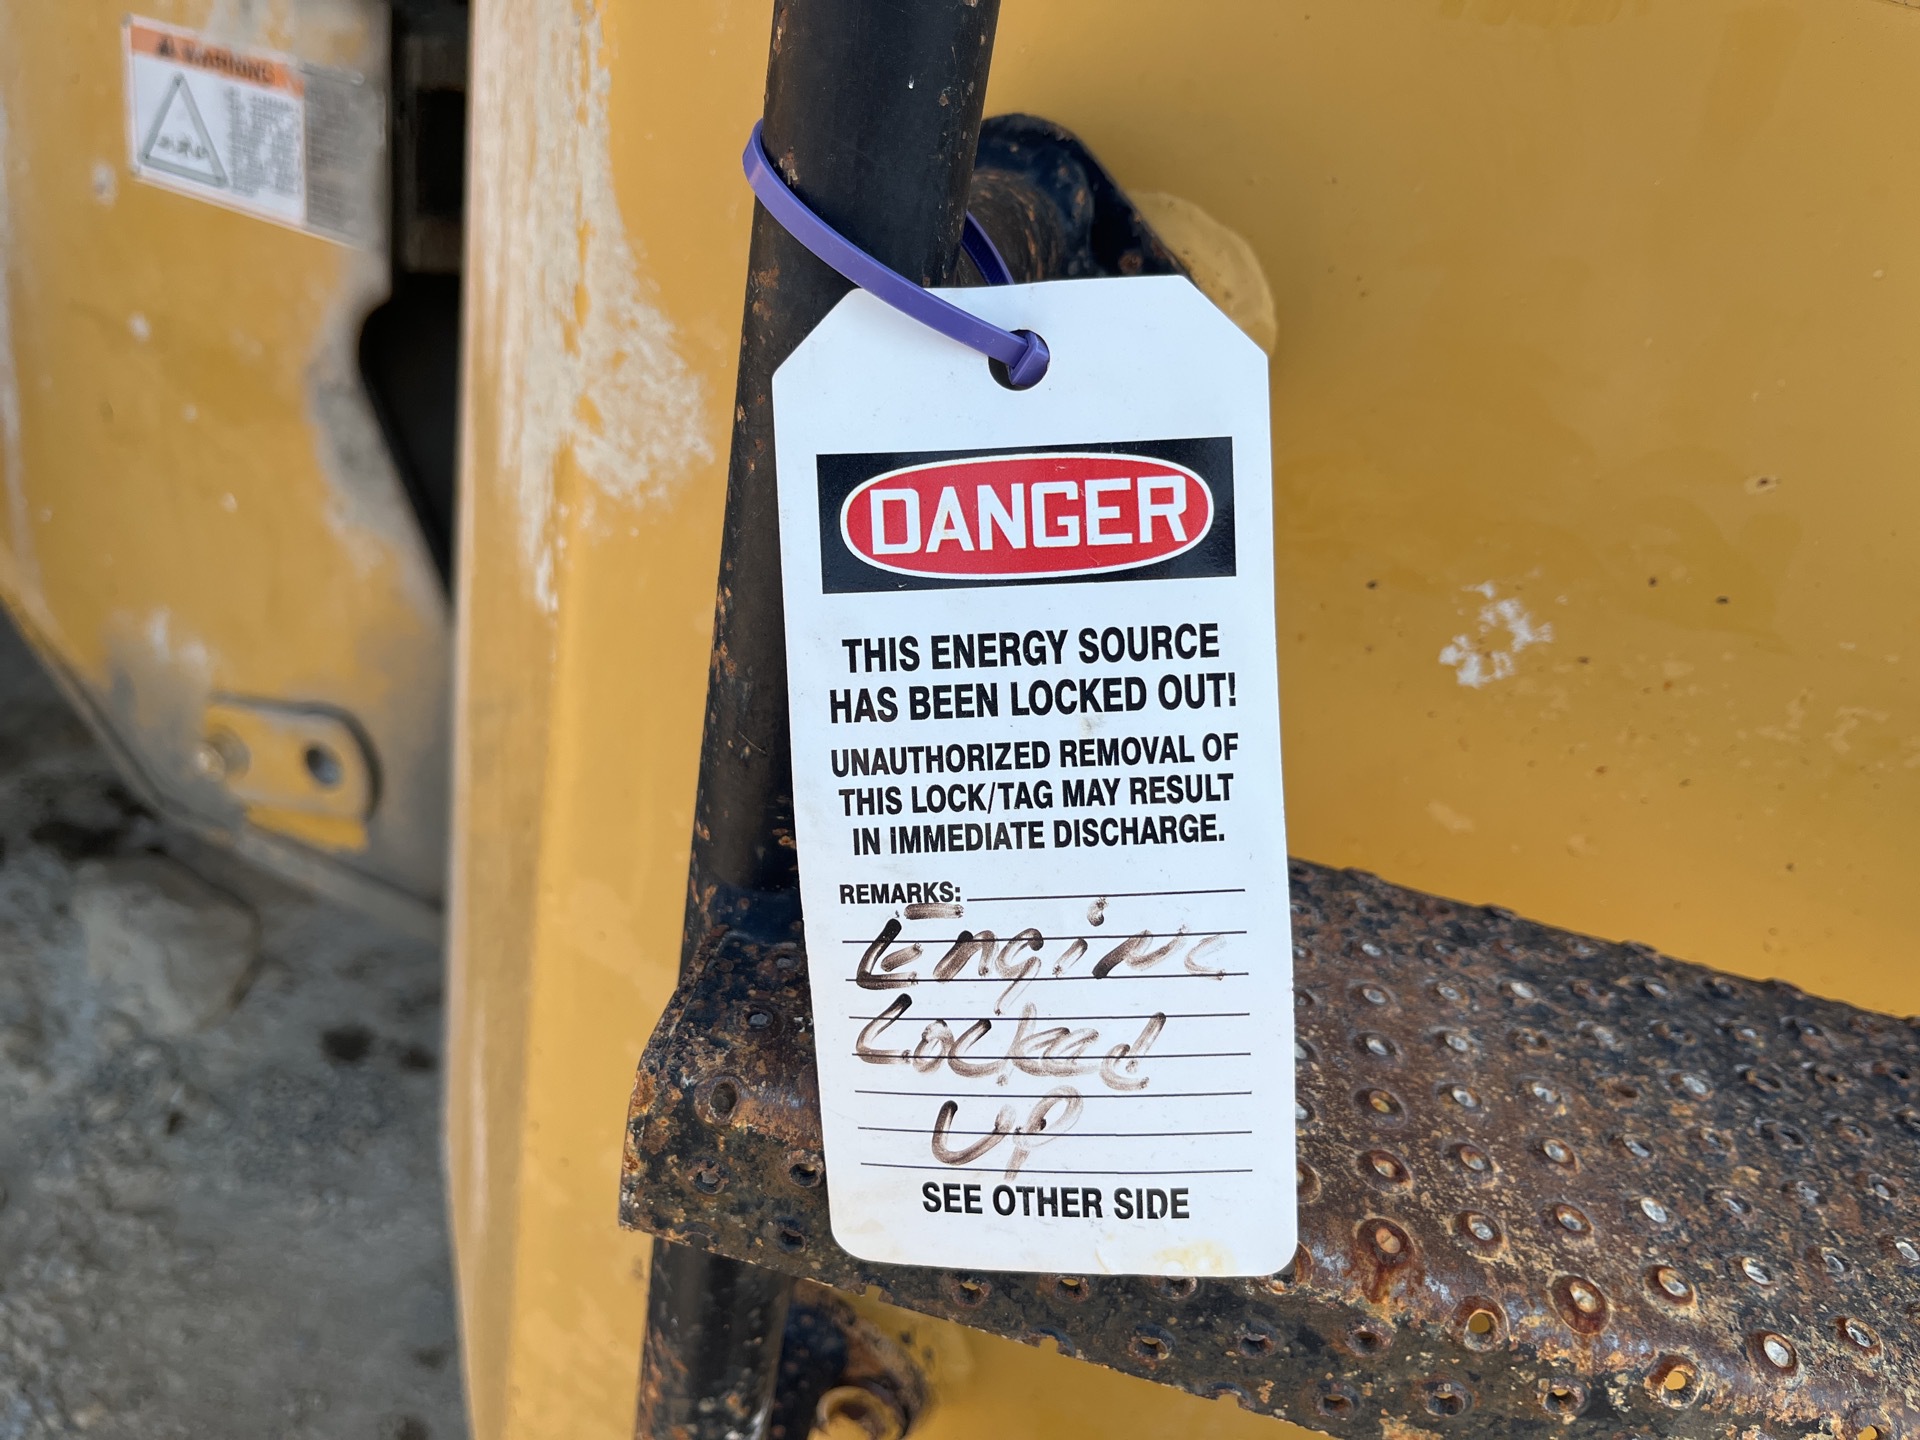 WARNING
DANGER
THIS ENERGY SOURCE
HAS BEEN LOCKED OUT!
UNAUTHORIZED REMOVAL OF
THIS LOCK/TAG MAY RESULT
IN IMMEDIATE DISCHARGE.
REMARKS:
Engine
Locked
UP
SEE OTHER SIDE